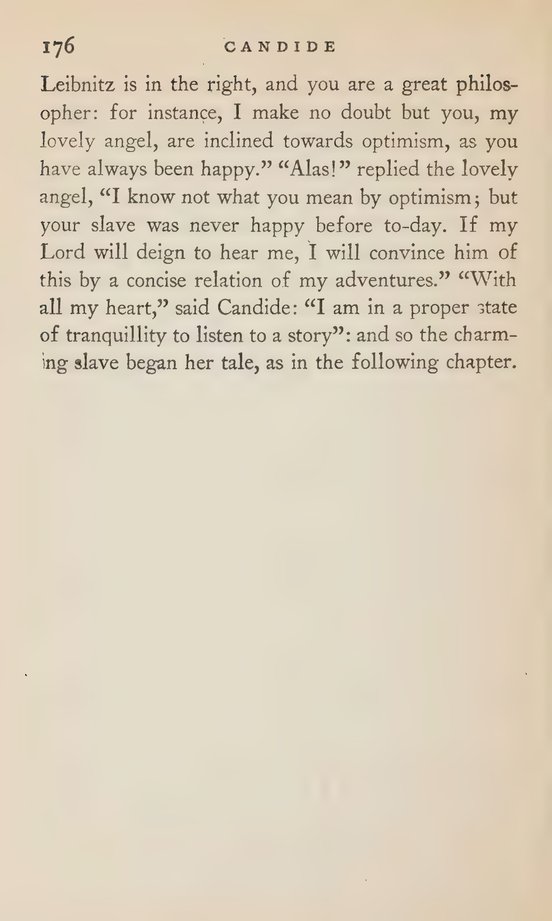 176 CANDIDE
Leibnitz is in the right, and you are a great philos-
opher: for instance, I make no doubt but you, my
lovely angel, are inclined towards optimism, as you
have always been happy.” “Alas!” replied the lovely
angel, “I know not what you mean by optimism; but
your slave was never happy before to-day. If my
Lord will deign to hear me, I will convince him of
this by a concise relation of my adventures.” “With
all my heart,” said Candide: “I am in a proper state
of tranquillity to listen to a story”: and so the charm-
ing slave began her tale, as in the following chapter.